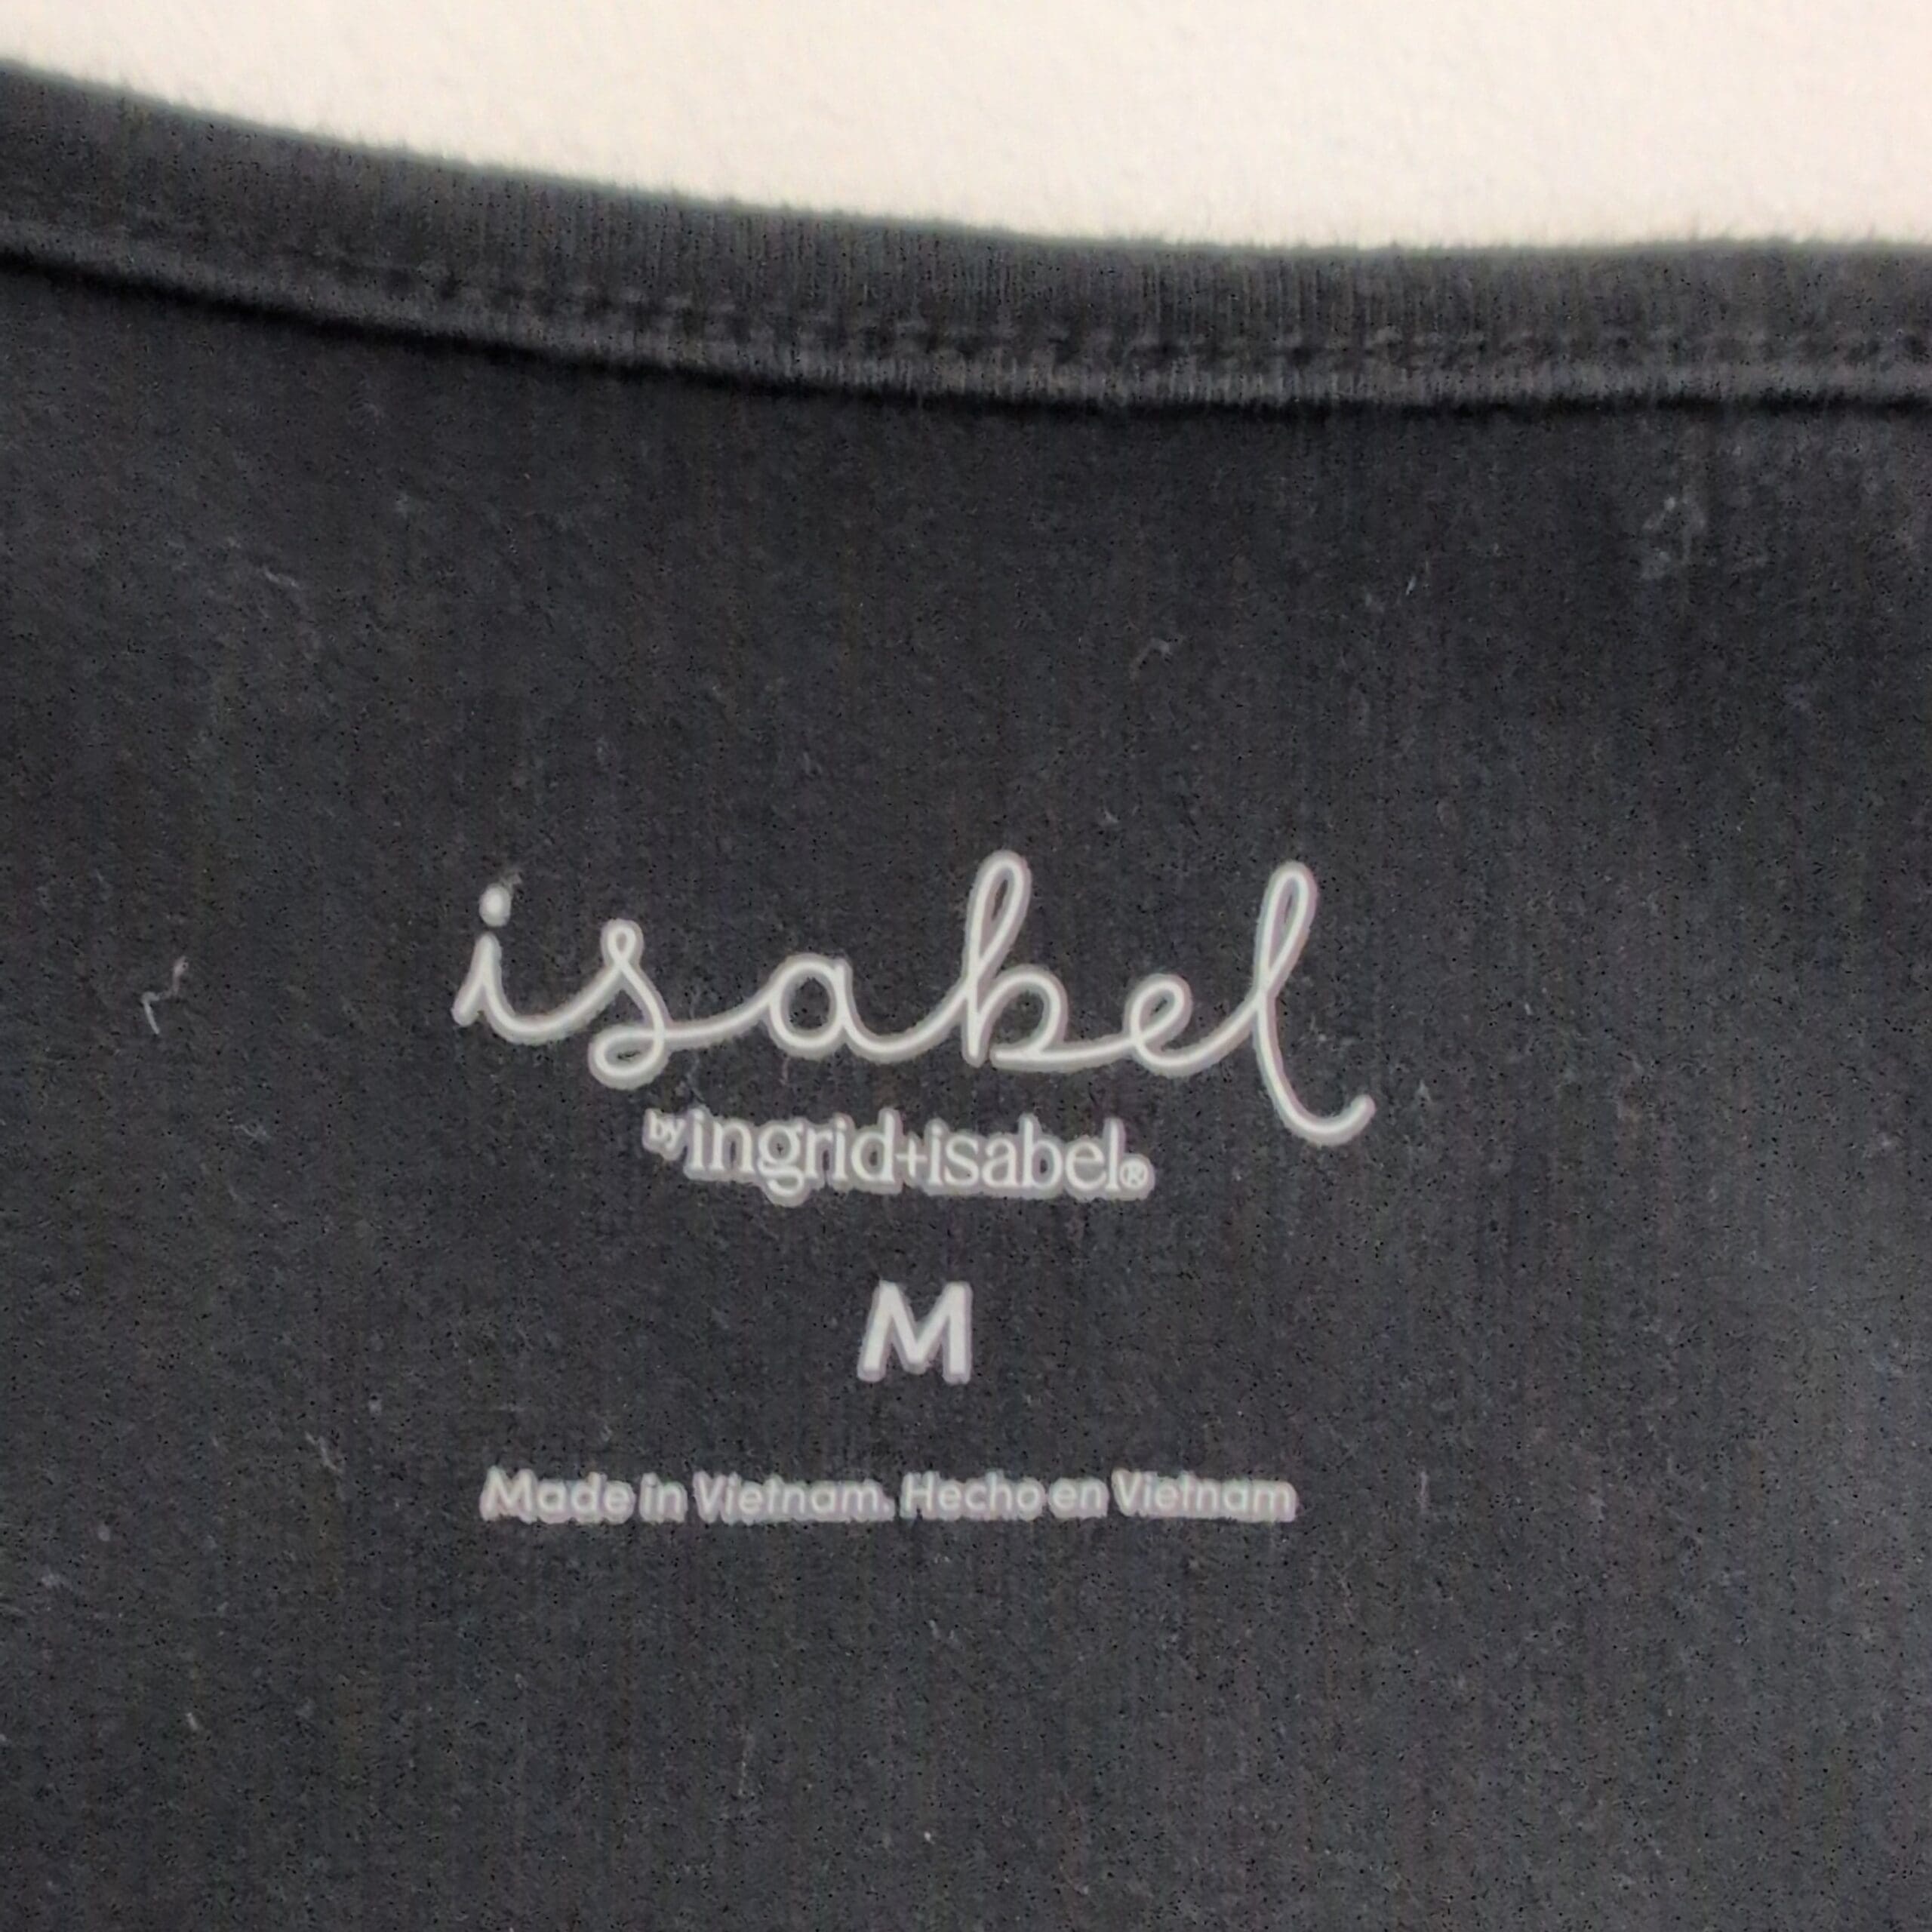 isabel
by ingrid+isabel®
M
Made in Vietnam. Hecho en Vietnam